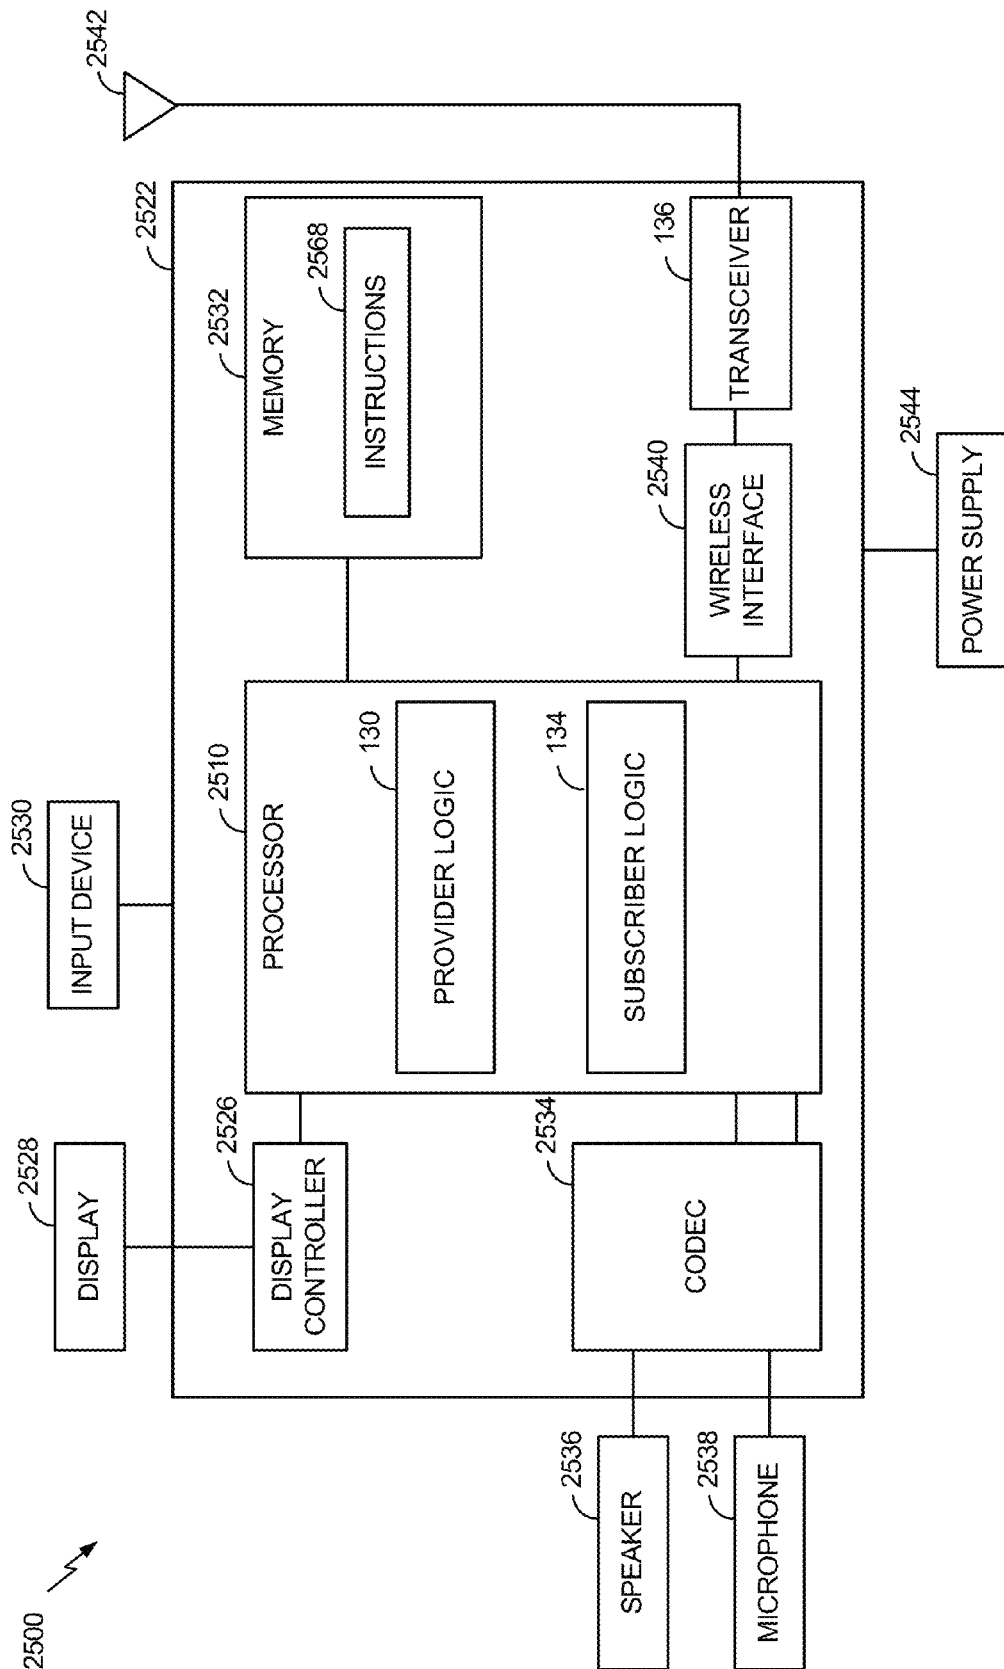 2500
DISPLAY
2528
INPUT DEVICE
2530
2522
2542
DISPLAY
CONTROLLER
2526
PROCESSOR
2510
PROVIDER LOGIC
130
SUBSCRIBER LOGIC
134
MEMORY
2532
INSTRUCTIONS
2568
CODEC
2534
WIRELESS
INTERFACE
2540
TRANSCEIVER
136
SPEAKER
2536
MICROPHONE
2538
POWER SUPPLY
2544